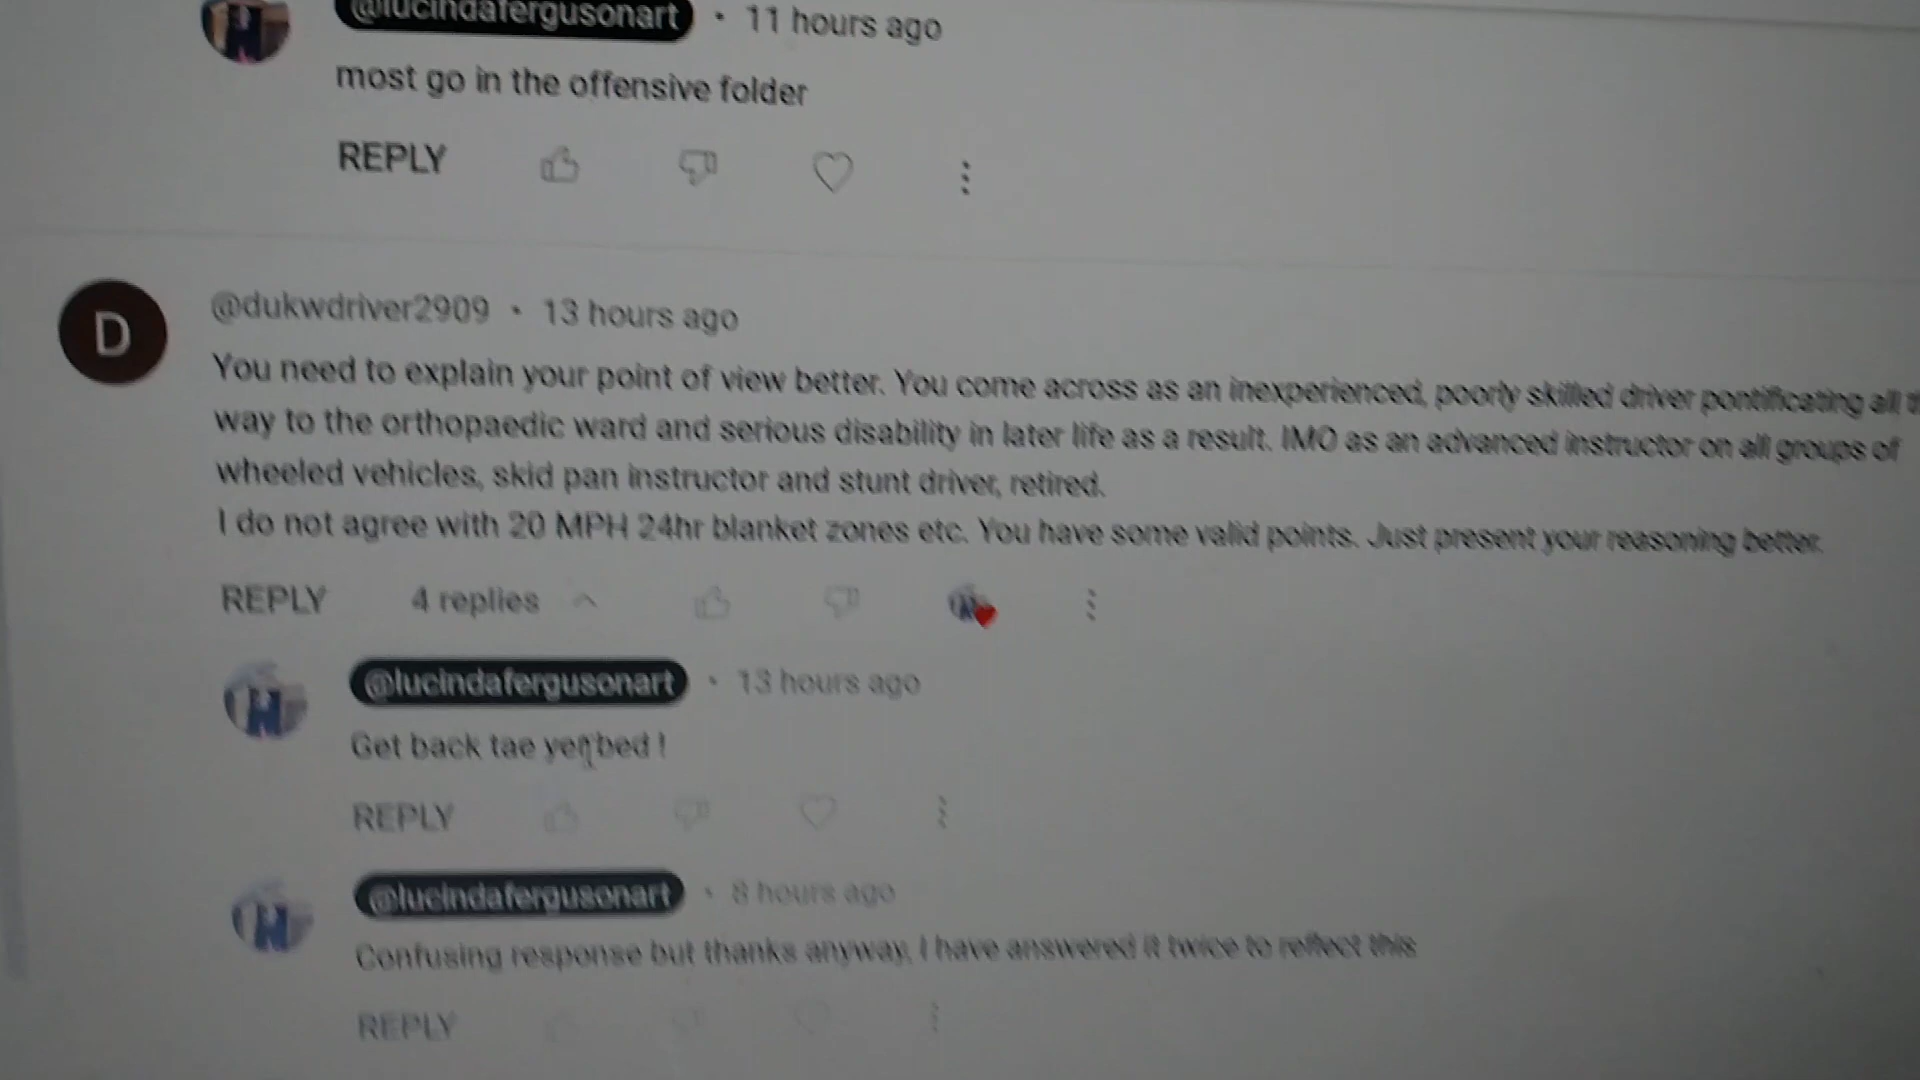 @lucindafergusonart • 11 hours ago
most go in the offensive folder
REPLY
D
@dukwdriver2909 • 13 hours ago
You need to explain your point of view better. You come across as an inexperienced, poorly skilled driver pontificating all
way to the orthopaedic ward and serious disability in later life as a result. IMO as an advanced instructor on all groups of
wheeled vehicles, skid pan instructor and stunt driver, retired.
I do not agree with 20 MPH 24hr blanket zones etc. You have some valid points. Just present your reasoning better.
REPLY 4 replies
@lucindafergusonart • 13 hours ago
Get back tae yer bed !
REPLY
@lucindafergusonart • 8 hours ago
Confusing response but thanks anyway, I have answered it twice to reflect this
REPLY